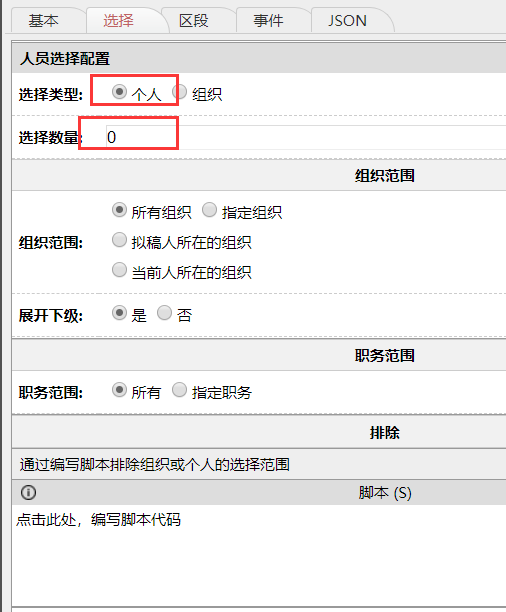 基本 选择 区段 事件 JSON
人员选择配置
选择类型: 个人 组织
选择数量: 0
组织范围
组织范围: 所有组织 指定组织
拟稿人所在的组织
当前人所在的组织
展开下级: 是 否
职务范围
职务范围: 所有 指定职务
排除
通过编写脚本排除组织或个人的选择范围
脚本 (S)
点击此处，编写脚本代码